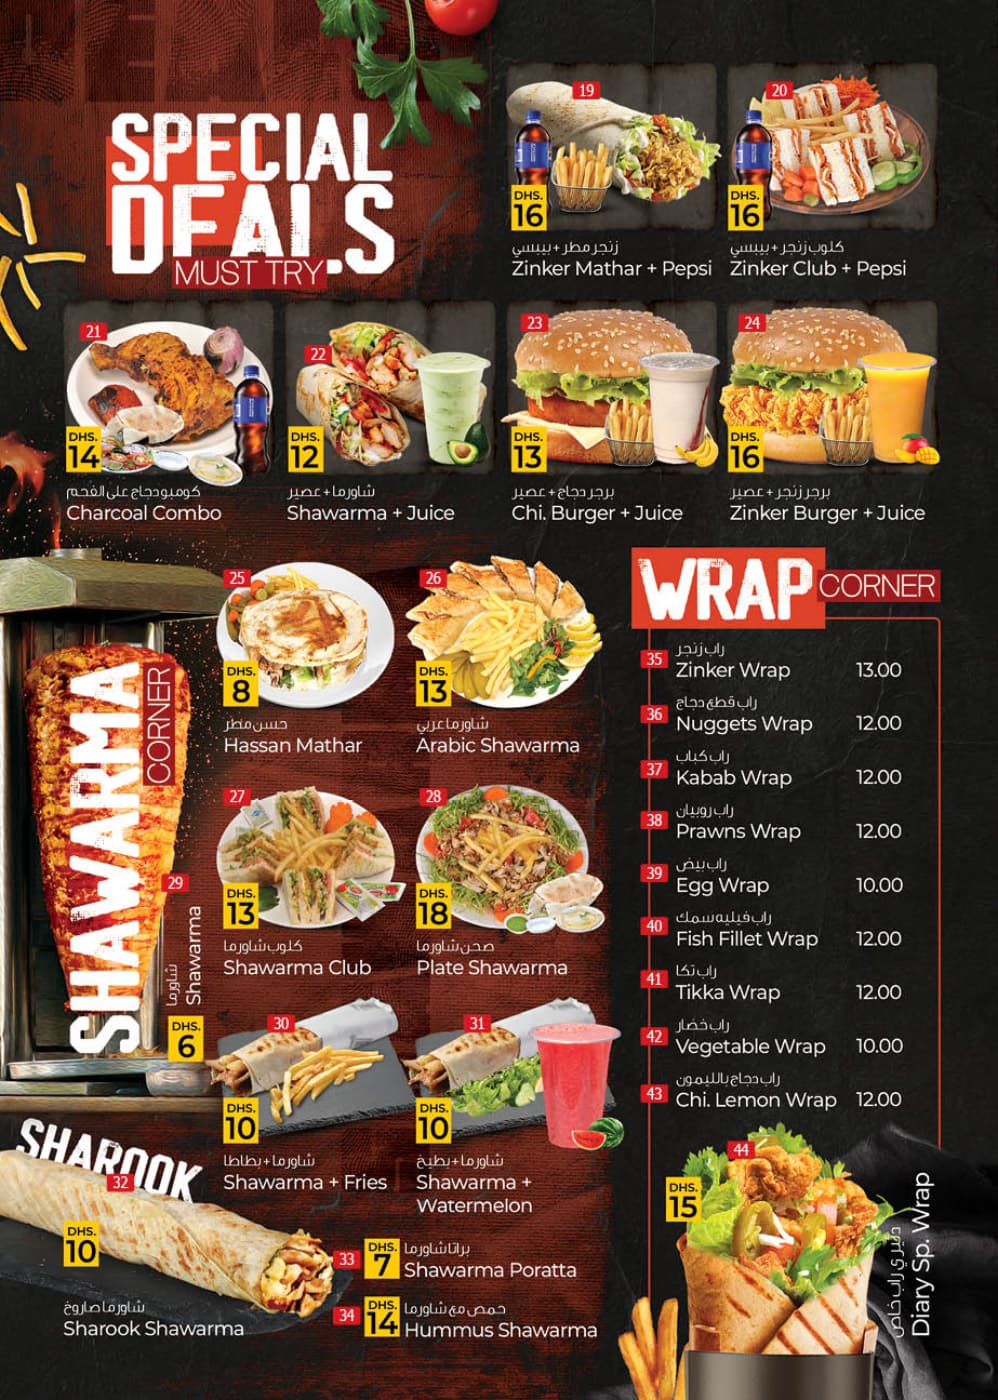 SPECIAL
DEALS
MUST TRY
19
DHS.
16
زنجر مطر + بيبسي
Zinker Mathar + Pepsi
20
DHS.
16
كلوب زنجر + بيبسي
Zinker Club + Pepsi
21
DHS.
14
كومبو دجاج على الفحم
Charcoal Combo
22
DHS.
12
شاورما + عصير
Shawarma + Juice
23
DHS.
13
برجر دجاج + عصير
Chi. Burger + Juice
24
DHS.
16
برجر زنجر + عصير
Zinker Burger + Juice
SHAWARMA
CORNER
25
DHS.
8
حسن مطر
Hassan Mathar
26
DHS.
13
شاورما عربي
Arabic Shawarma
27
DHS.
13
كلوب شاورما
Shawarma Club
28
DHS.
18
صحن شاورما
Plate Shawarma
29
شاورما
Shawarma
DHS.
6
30
DHS.
10
شاورما + بطاطا
Shawarma + Fries
31
DHS.
10
شاورما + بطيخ
Shawarma +
Watermelon
SHAROOK
32
DHS.
10
شاورما صاروخ
Sharook Shawarma
33
DHS.
7
براتا شاورما
Shawarma Poratta
34
DHS.
14
حمص مع شاورما
Hummus Shawarma
WRAP
CORNER
35
راب زنجر
Zinker Wrap 13.00
36
راب قطع دجاج
Nuggets Wrap 12.00
37
راب كباب
Kabab Wrap 12.00
38
راب روبيان
Prawns Wrap 12.00
39
راب بيض
Egg Wrap 10.00
40
راب فيليه سمك
Fish Fillet Wrap 12.00
41
راب تكا
Tikka Wrap 12.00
42
راب خضار
Vegetable Wrap 10.00
43
راب دجاج بالليمون
Chi. Lemon Wrap 12.00
44
DHS.
15
ديري راب خاص
Diary Sp. Wrap